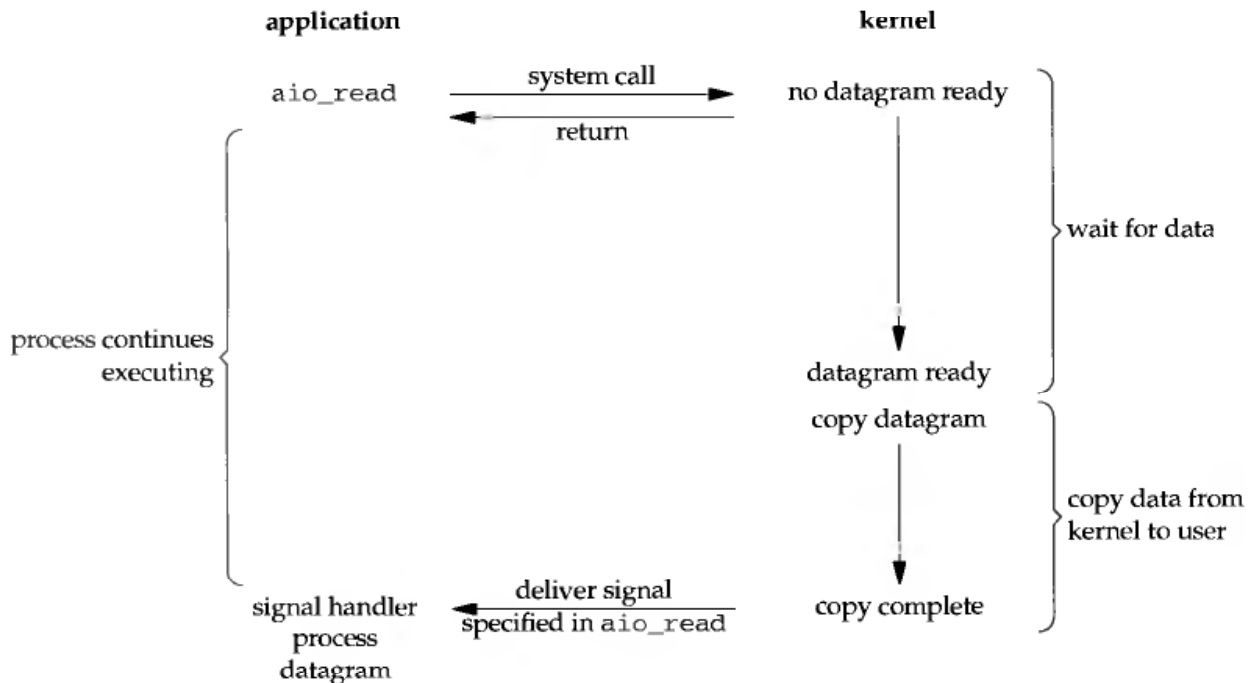 application
kernel
aio_read
system call
no datagram ready
return
wait for data
process continues
executing
datagram ready
copy datagram
copy data from
kernel to user
deliver signal
specified in aio_read
copy complete
signal handler
process
datagram